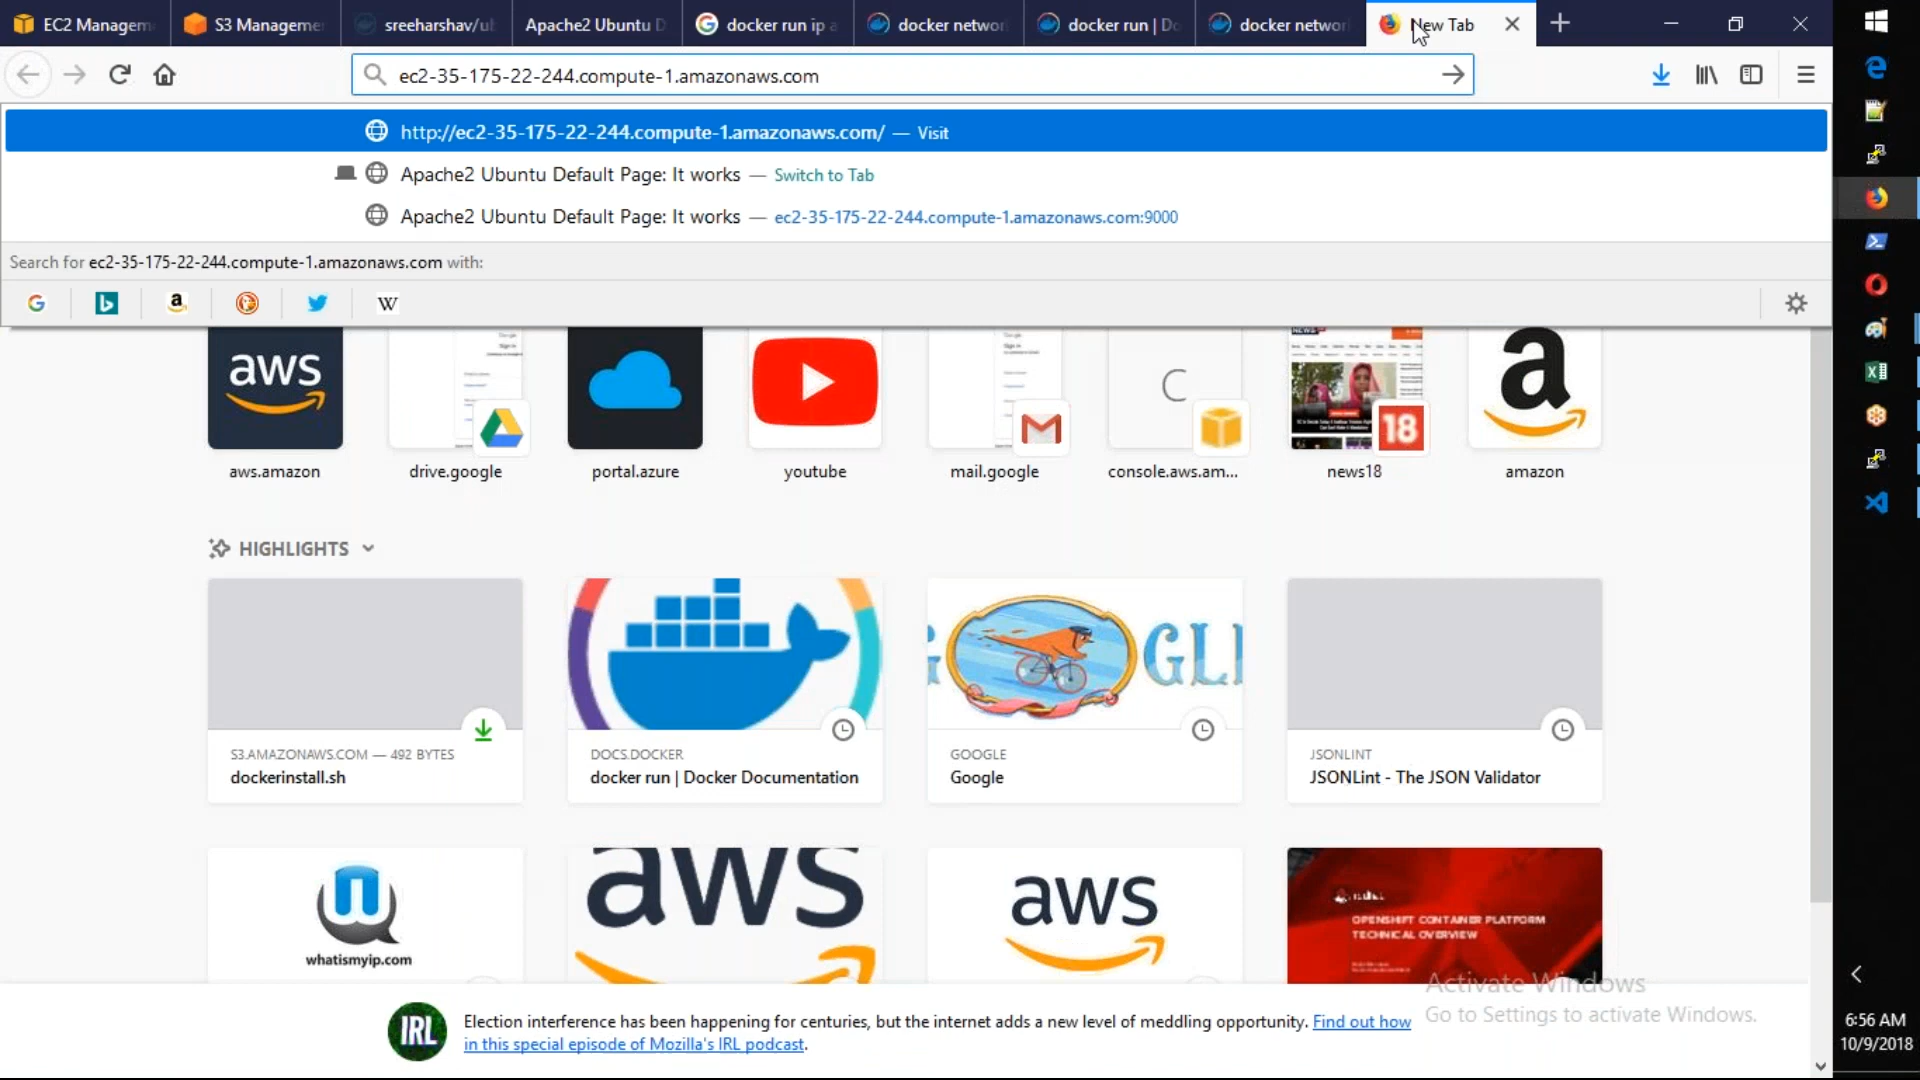 EC2 Managem
S3 Manageme
sreeharshav/ul
Apache2 Ubuntu D
docker run ip a
docker networ
docker run | Do
docker networ
New Tab
ec2-35-175-22-244.compute-1.amazonaws.com
http://ec2-35-175-22-244.compute-1.amazonaws.com/ — Visit
Apache2 Ubuntu Default Page: It works — Switch to Tab
Apache2 Ubuntu Default Page: It works — ec2-35-175-22-244.compute-1.amazonaws.com:9000
Search for ec2-35-175-22-244.compute-1.amazonaws.com with:
aws
NEWS
18
aws.amazon
drive.google
portal.azure
youtube
mail.google
console.aws.am...
news18
amazon
HIGHLIGHTS
S3.AMAZONAWS.COM — 492 BYTES
dockerinstall.sh
DOCS.DOCKER
docker run | Docker Documentation
GOOGLE
Google
JSONLINT
JSONLint - The JSON Validator
whatismyip.com
aws
aws
OPENSHIFT CONTAINER PLATFORM
TECHNICAL OVERVIEW
Activate Windows
Go to Settings to activate Windows.
IRL
Election interference has been happening for centuries, but the internet adds a new level of meddling opportunity. Find out how
in this special episode of Mozilla's IRL podcast.
6:56 AM
10/9/2018